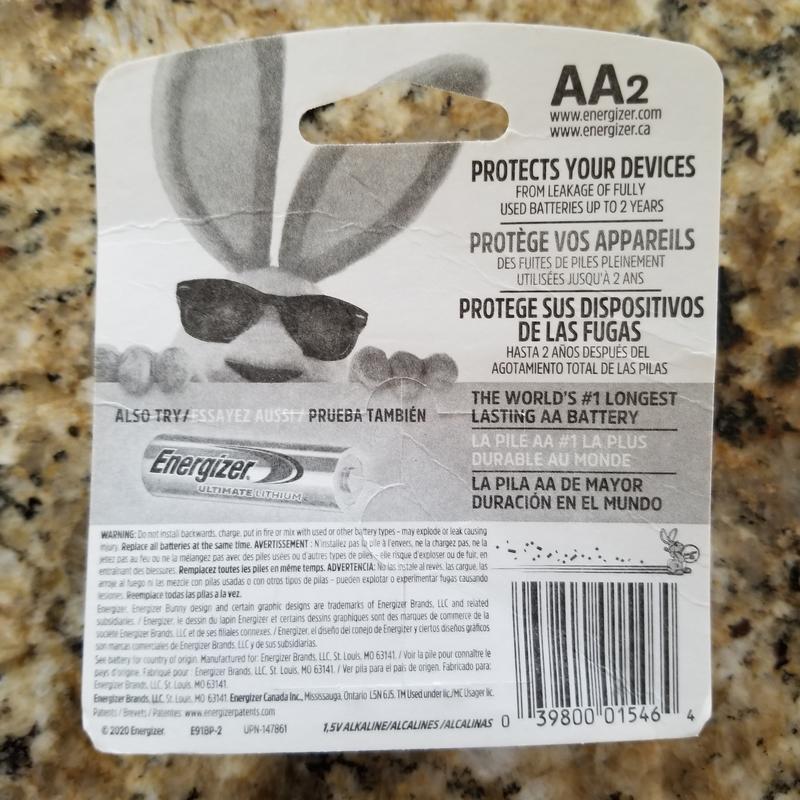 AA2
www.energizer.com
www.energizer.ca
PROTECTS YOUR DEVICES
FROM LEAKAGE OF FULLY
USED BATTERIES UP TO 2 YEARS
PROTÈGE VOS APPAREILS
DES FUITES DE PILES PLEINEMENT
UTILISÉES JUSQU'À 2 ANS
PROTEGE SUS DISPOSITIVOS
DE LAS FUGAS
HASTA 2 AÑOS DESPUÉS DEL
AGOTAMIENTO TOTAL DE LAS PILAS
ALSO TRY/ESSAYEZ AUSSI/ PRUEBA TAMBIÉN
Energizer
ULTIMATE LITHIUM
THE WORLD'S #1 LONGEST
LASTING AA BATTERY
LA PILE AA #1 LA PLUS
DURABLE AU MONDE
LA PILA AA DE MAYOR
DURACIÓN EN EL MUNDO
WARNING: Do not install backwards, charge, put in fire or mix with used or other battery types - may explode or leak causing
injury. Replace all batteries at the same time. AVERTISSEMENT : N'installez pas la pile à l'envers, ne la chargez pas, ne la
jetez pas au feu ou ne la mélangez pas avec des piles usées ou d'autres types de piles - elle risque d'exploser ou de fuir, en
entraînant des blessures. Remplacez toutes les piles en même temps. ADVERTENCIA: No las instale al revés, las cargue, las
arroje al fuego ni las mezcle con pilas usadas o con otros tipos de pilas - pueden explotar o experimentar fugas causando
lesiones. Reemplace todas las pilas a la vez.
Energizer, Energizer Bunny design and certain graphic designs are trademarks of Energizer Brands, LLC and related
subsidiaries. / Energizer, le dessin du lapin Energizer et certains dessins graphiques sont des marques de commerce de la
société Energizer Brands, LLC et de ses filiales connexes. / Energizer, el diseño del conejo de Energizer y ciertos diseños gráficos
son marcas comerciales de Energizer Brands, LLC y de sus subsidiarias.
See battery for country of origin. Manufactured for: Energizer Brands, LLC, St. Louis, MO 63141. / Voir la pile pour connaître le
pays d'origine. Fabriqué pour : Energizer Brands, LLC, St. Louis, MO 63141. / Ver pila para el país de origen. Fabricado para:
Energizer Brands, LLC, St. Louis, MO 63141.
Energizer Brands, LLC, St. Louis, MO 63141. Energizer Canada Inc., Mississauga, Ontario L5N 6J5. TM Used under lic./MC Usager lic.
Patents / Brevets / Patentes: www.energizerpatents.com
© 2020 Energizer E91BP-2 UPN-147861 1,5V ALKALINE/ALCALINES /ALCALINAS
0 39800 01546 4